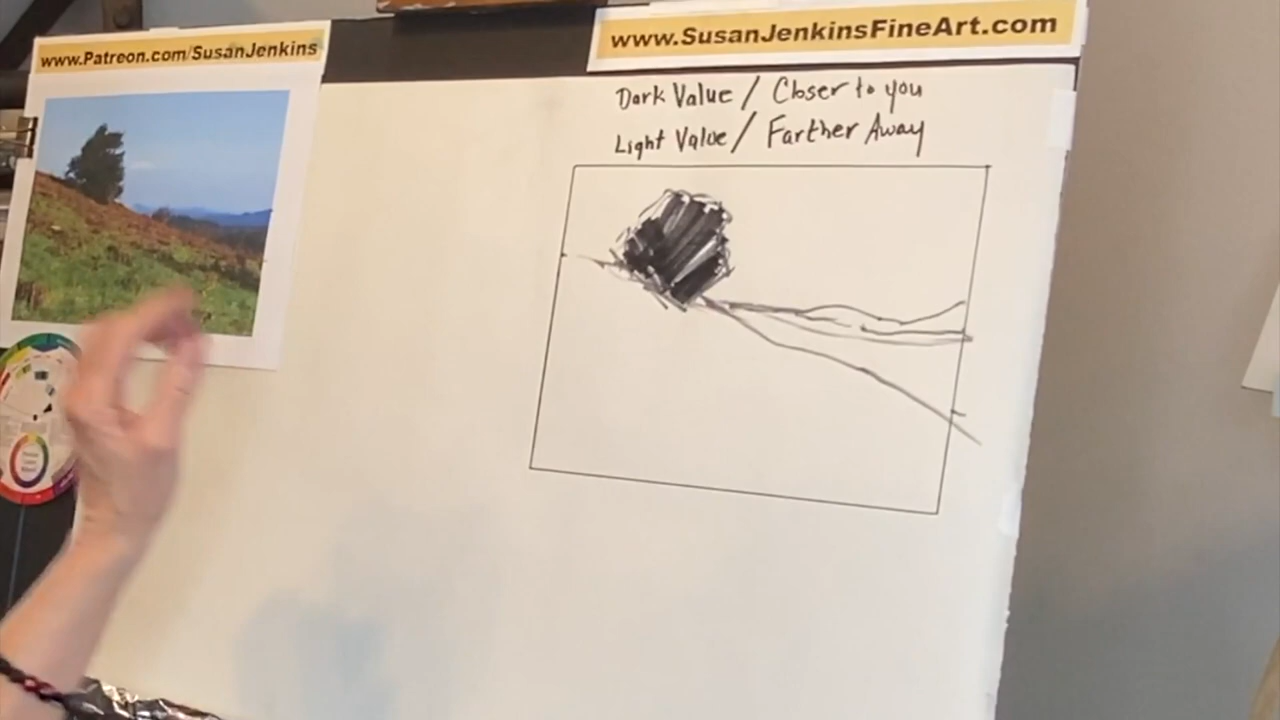 www.Patreon.com/SusanJenkins
www.SusanJenkinsFineArt.com
Dark Value / Closer to you
Light Value / Farther Away